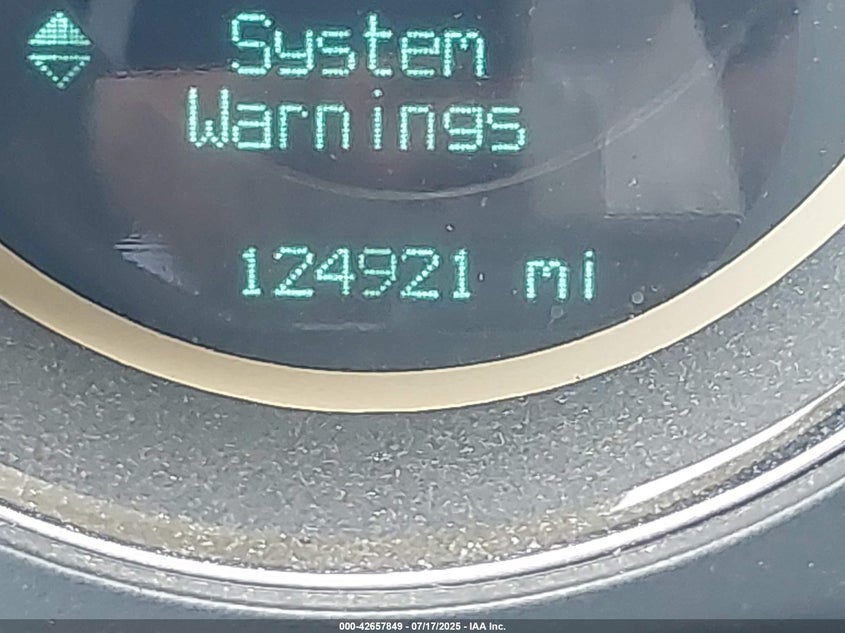 System
Warnings
124921 mi
000-42657849 - 07/17/2025 - IAA Inc.